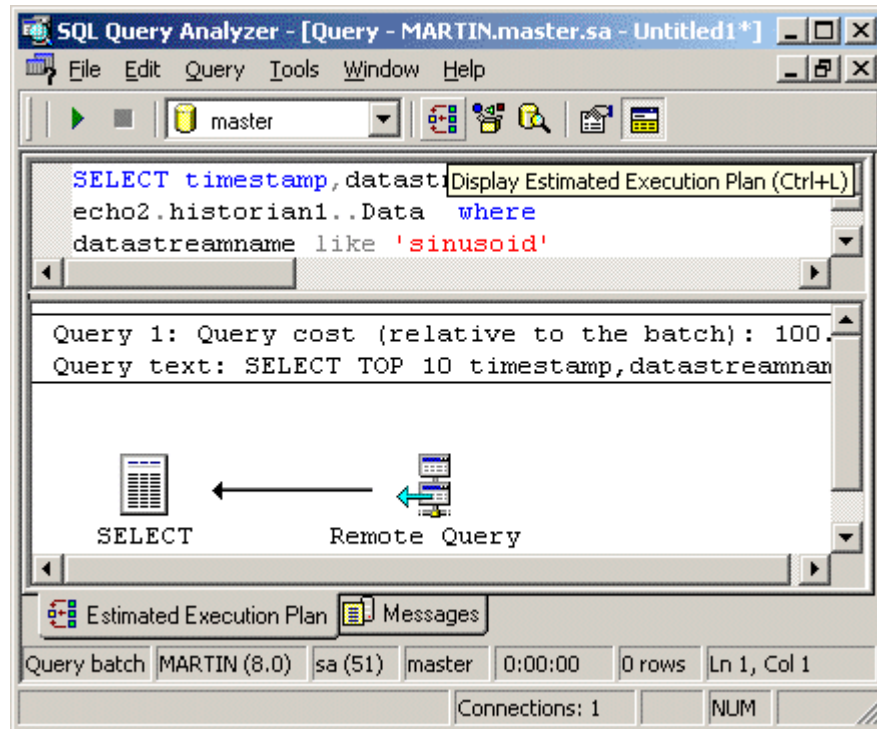 SQL Query Analyzer - [Query - MARTIN.master.sa - Untitled1*]
File Edit Query Tools Window Help
master
SELECT timestamp,datast
Display Estimated Execution Plan (Ctrl+L)
echo2.historian1..Data where
datastreamname like 'sinusoid'
Query 1: Query cost (relative to the batch): 100.
Query text: SELECT TOP 10 timestamp,datastreamnam
SELECT Remote Query
Estimated Execution Plan Messages
Query batch MARTIN (8.0) sa (51) master 0:00:00 0 rows Ln 1, Col 1
Connections: 1 NUM